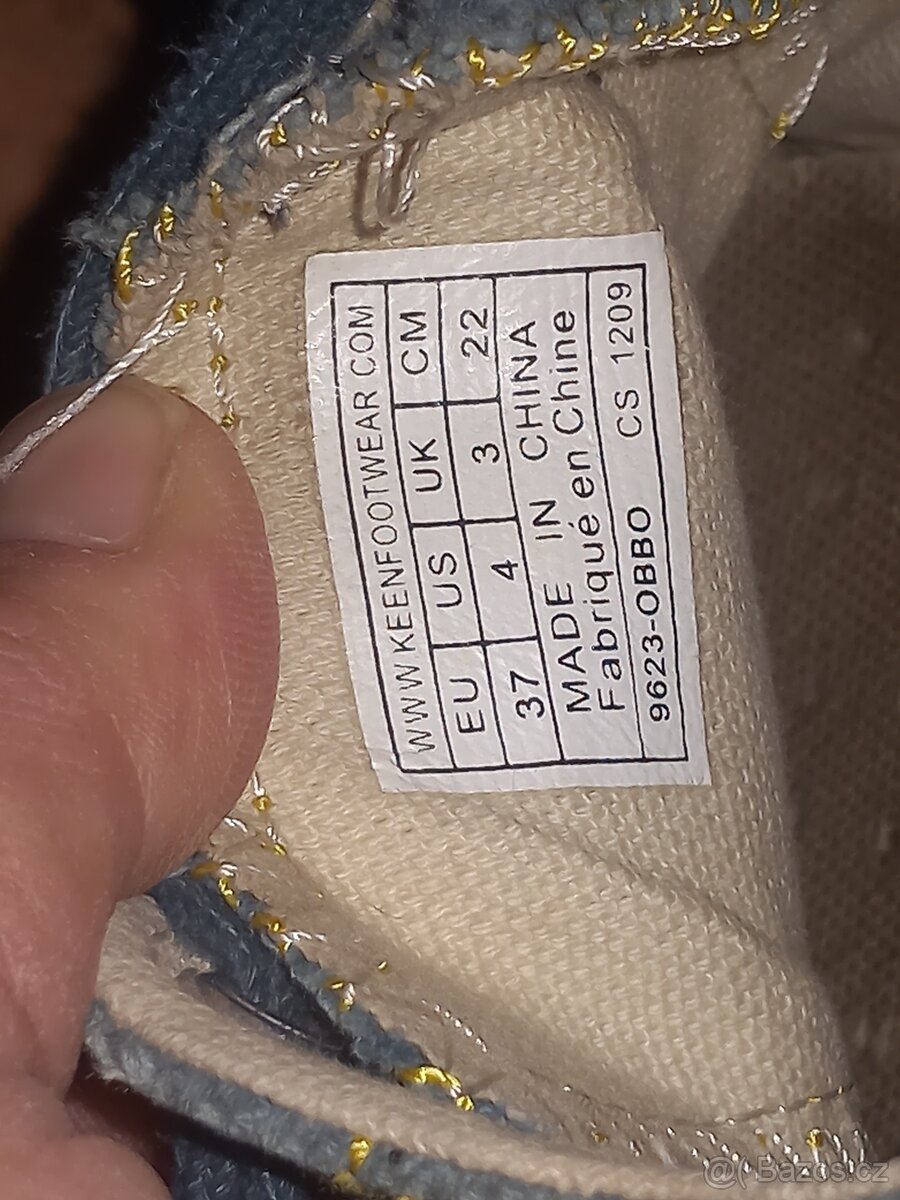 WWW.KEENFOOTWEAR.COM
EU US UK CM
37 4 3 22
MADE IN CHINA
Fabriqué en Chine
9623-OBBO CS 1209
@( Bazos.cz